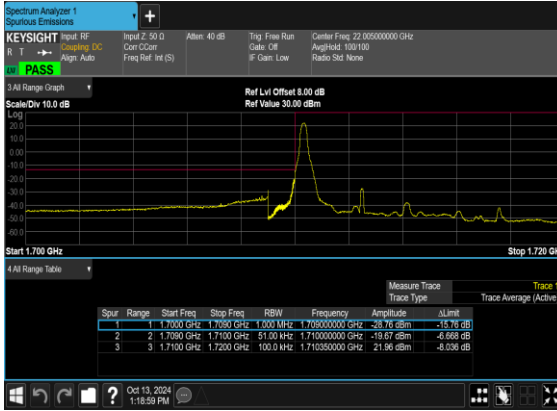 Spectrum Analyzer 1
Spurious Emissions
KEYSIGHT Input: RF Input Z: 50 Ω Atten: 40 dB Trig: Free Run Center Freq: 22.005000000 GHz
R T Coupling: DC Corr CCorr Gate: Off Avg|Hold: 100/100
Align: Auto Freq Ref: Int (S) IF Gain: Low Radio Std: None
PASS
3 All Range Graph
Ref Lvl Offset 8.00 dB
Scale/Div 10.0 dB Ref Value 30.00 dBm
Log
20.0
10.0
0.00
-10.0
-20.0
-30.0
-40.0
-50.0
-60.0
Start 1.700 GHz Stop 1.720 GH
4 All Range Table
Measure Trace Trace 1
Trace Type Trace Average (Active
Spur Range Start Freq Stop Freq RBW Frequency Amplitude ΔLimit
1 1 1.7000 GHz 1.7090 GHz 1.000 MHz 1.709000000 GHz -28.76 dBm -15.76 dB
2 2 1.7090 GHz 1.7100 GHz 51.00 kHz 1.710000000 GHz -19.67 dBm -6.668 dB
3 3 1.7100 GHz 1.7200 GHz 100.0 kHz 1.710350000 GHz 21.96 dBm -8.036 dB
Oct 13, 2024
1:18:59 PM